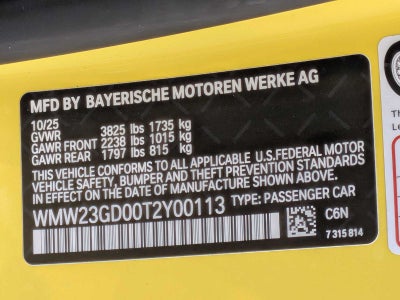 MFD BY BAYERISCHE MOTOREN WERKE AG
10/25
GVWR 3825 lbs 1735 kg
GAWR FRONT 2238 lbs 1015 kg
GAWR REAR 1797 lbs 815 kg
THIS VEHICLE CONFORMS TO ALL APPLICABLE U.S.FEDERAL MOTOR
VEHICLE SAFETY, BUMPER AND THEFT PREVENTION STANDARDS
IN EFFECT ON THE DATE OF MANUFACTURE SHOWN ABOVE.
WMW23GD00T2Y00113 TYPE: PASSENGER CAR
C6N
7 315 814
Th
Le